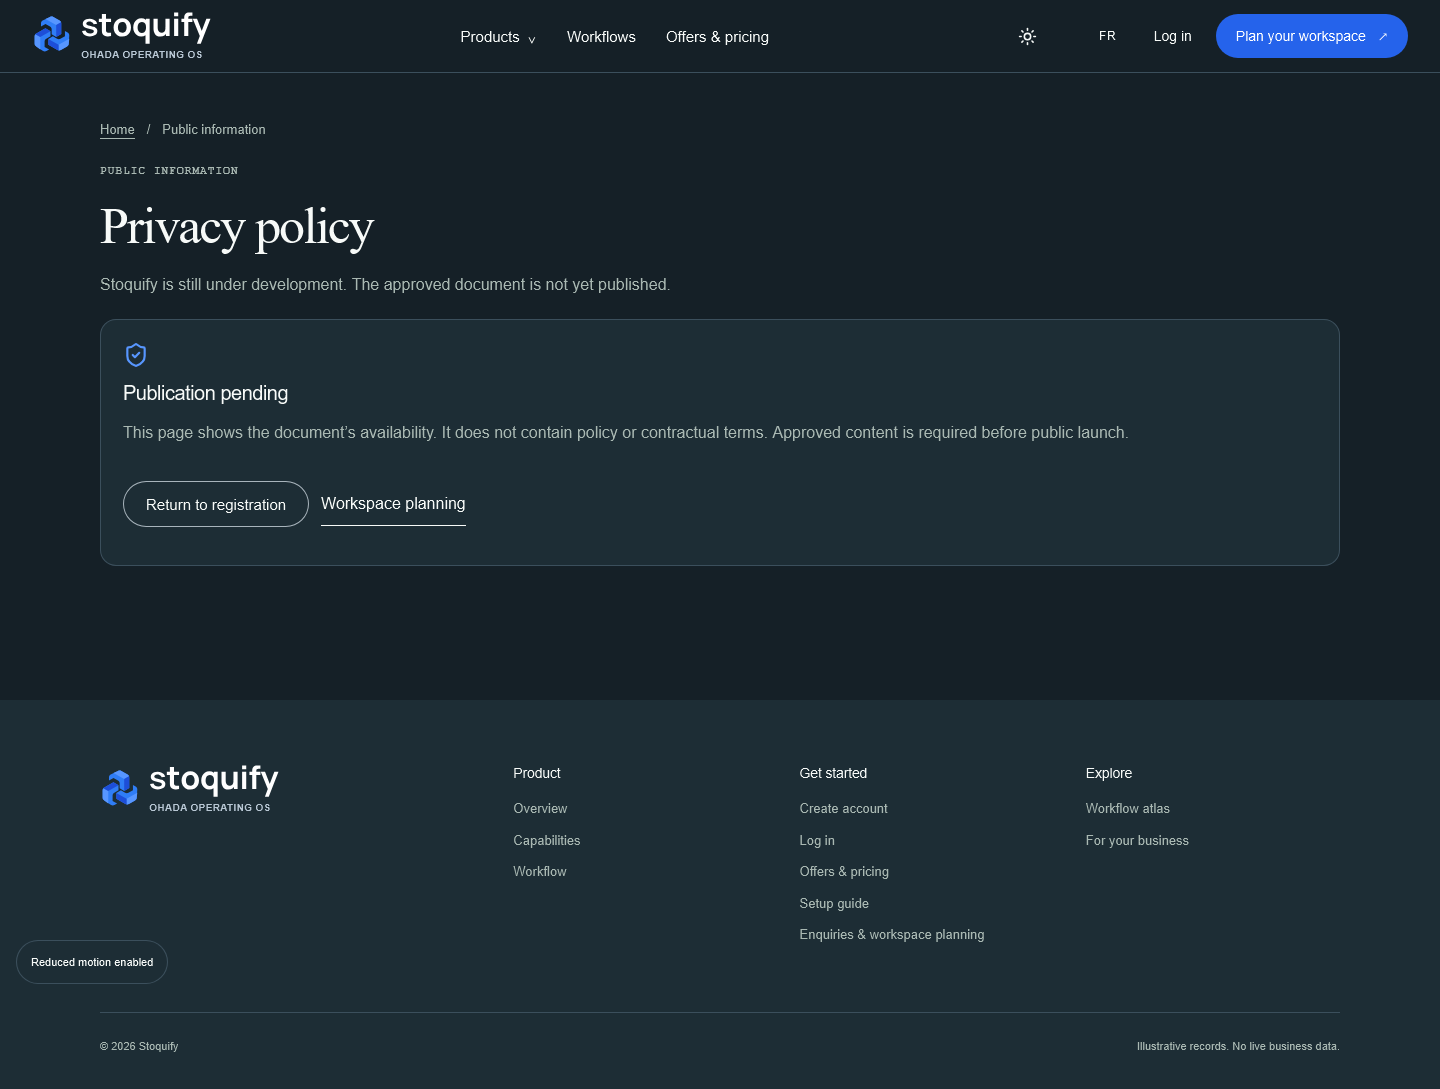 stoquify
OHADA OPERATING OS
Products
Workflows
Offers & pricing
FR
Log in
Plan your workspace ↗
Home / Public information
PUBLIC INFORMATION
Privacy policy
Stoquify is still under development. The approved document is not yet published.
Publication pending
This page shows the document’s availability. It does not contain policy or contractual terms. Approved content is required before public launch.
Return to registration
Workspace planning
stoquify
OHADA OPERATING OS
Product
Overview
Capabilities
Workflow
Get started
Create account
Log in
Offers & pricing
Setup guide
Enquiries & workspace planning
Explore
Workflow atlas
For your business
Reduced motion enabled
© 2026 Stoquify
Illustrative records. No live business data.